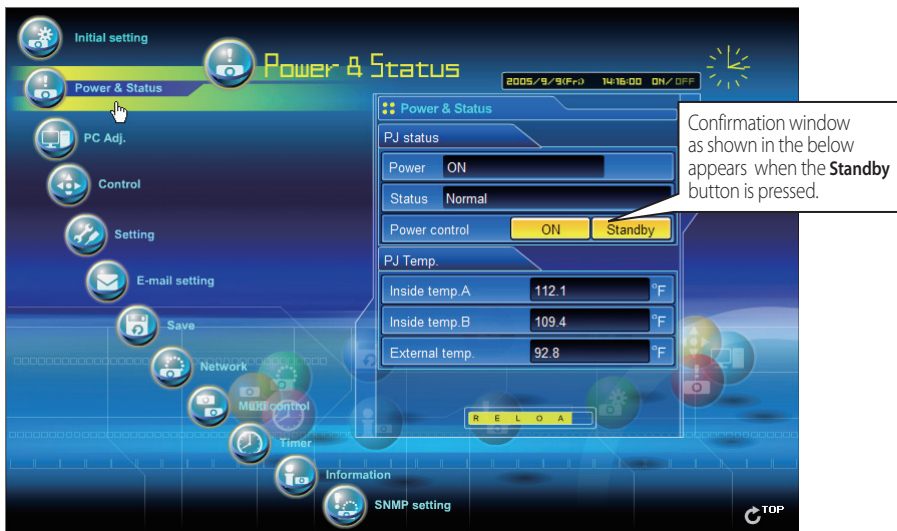 Initial setting
Power & Status
Power & Status
2005/9/9(Fri) 14:16:00 ON/OFF
PC Adj.
Control
Setting
E-mail setting
Save
Network
Multi control
Timer
Information
SNMP setting
Power & Status
PJ status
Power ON
Status Normal
Power control ON Standby
PJ Temp.
Inside temp.A 112.1 °F
Inside temp.B 109.4 °F
External temp. 92.8 °F
R E L O A
Confirmation window
as shown in the below
appears when the Standby
button is pressed.
TOP